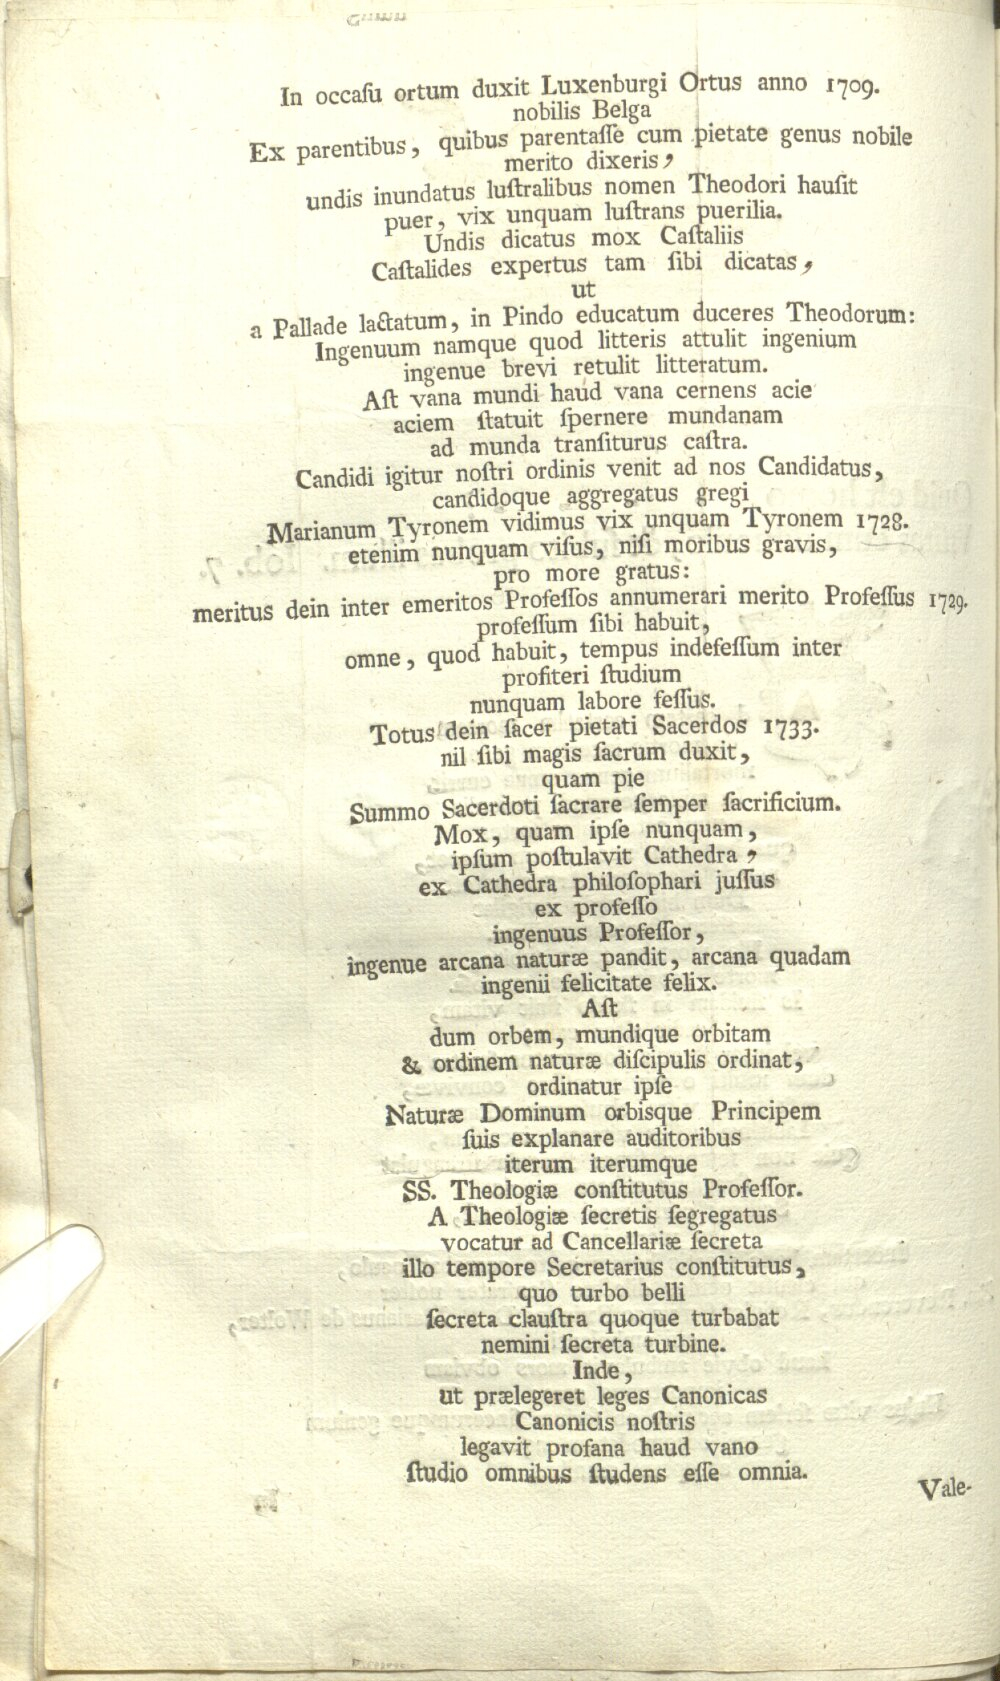 In occaſu ortum duxit Luxenburgi Ortus anno 1709.
nobilis Belga
Ex parentibus, quibus parentaſſe cum pietate genus nobile
merito dixeris,
undis inundatus luſtralibus nomen Theodori hauſit
puer, vix unquam luſtrans puerilia.
Undis dicatus mox Caſtaliis
Caſtalides expertus tam ſibi dicatas,
ut
a Pallade lactatum, in Pindo educatum duceres Theodorum:
Ingenuum namque quod litteris attulit ingenium
ingenue brevi retulit litteratum.
Aſt vana mundi haud vana cernens acie
aciem ſtatuit ſpernere mundanam
ad munda tranſiturus caſtra.
Candidi igitur noſtri ordinis venit ad nos Candidatus,
candidoque aggregatus gregi
Marianum Tyronem vidimus vix unquam Tyronem 1728.
etenim nunquam viſus, niſi moribus gravis,
pro more gratus:
meritus dein inter emeritos Profeſſos annumerari merito Profeſſus 1729.
profeſſum ſibi habuit,
omne, quod habuit, tempus indefeſſum inter
profiteri ſtudium
nunquam labore feſſus.
Totus dein ſacer pietati Sacerdos 1733.
nil ſibi magis ſacrum duxit,
quam pie
Summo Sacerdoti ſacrare ſemper ſacrificium.
Mox, quam ipſe nunquam,
ipſum poſtulavit Cathedra,
ex Cathedra philoſophari juſſus
ex profeſſo
ingenuus Profeſſor,
ingenue arcana naturæ pandit, arcana quadam
ingenii felicitate felix.
Aſt
dum orbem, mundique orbitam
& ordinem naturæ diſcipulis ordinat,
ordinatur ipſe
Naturæ Dominum orbisque Principem
ſuis explanare auditoribus
iterum iterumque
SS. Theologiæ conſtitutus Profeſſor.
A Theologiæ ſecretis ſegregatus
vocatur ad Cancellariæ ſecreta
illo tempore Secretarius conſtitutus,
quo turbo belli
ſecreta clauſtra quoque turbabat
nemini ſecreta turbine.
Inde,
ut prælegeret leges Canonicas
Canonicis noſtris
legavit profana haud vano
ſtudio omnibus ſtudens eſſe omnia.
Vale-